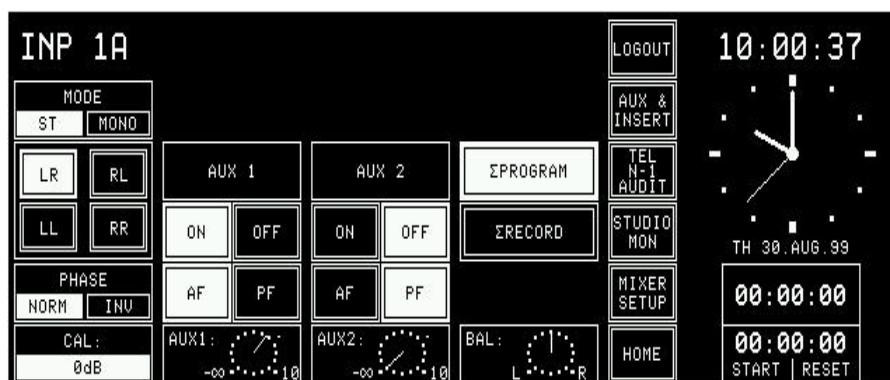 INP 1A
MODE
ST MONO
LR RL
LL RR
PHASE
NORM INV
CAL:
0dB
AUX 1
ON OFF
AF PF
AUX1:
-∞ 10
AUX 2
ON OFF
AF PF
AUX2:
-∞ 10
ΣPROGRAM
ΣRECORD
BAL:
L R
LOGOUT
AUX &
INSERT
TEL
N-1
AUDIT
STUDIO
MON
MIXER
SETUP
HOME
10:00:37
TH 30.AUG.99
00:00:00
00:00:00
START | RESET